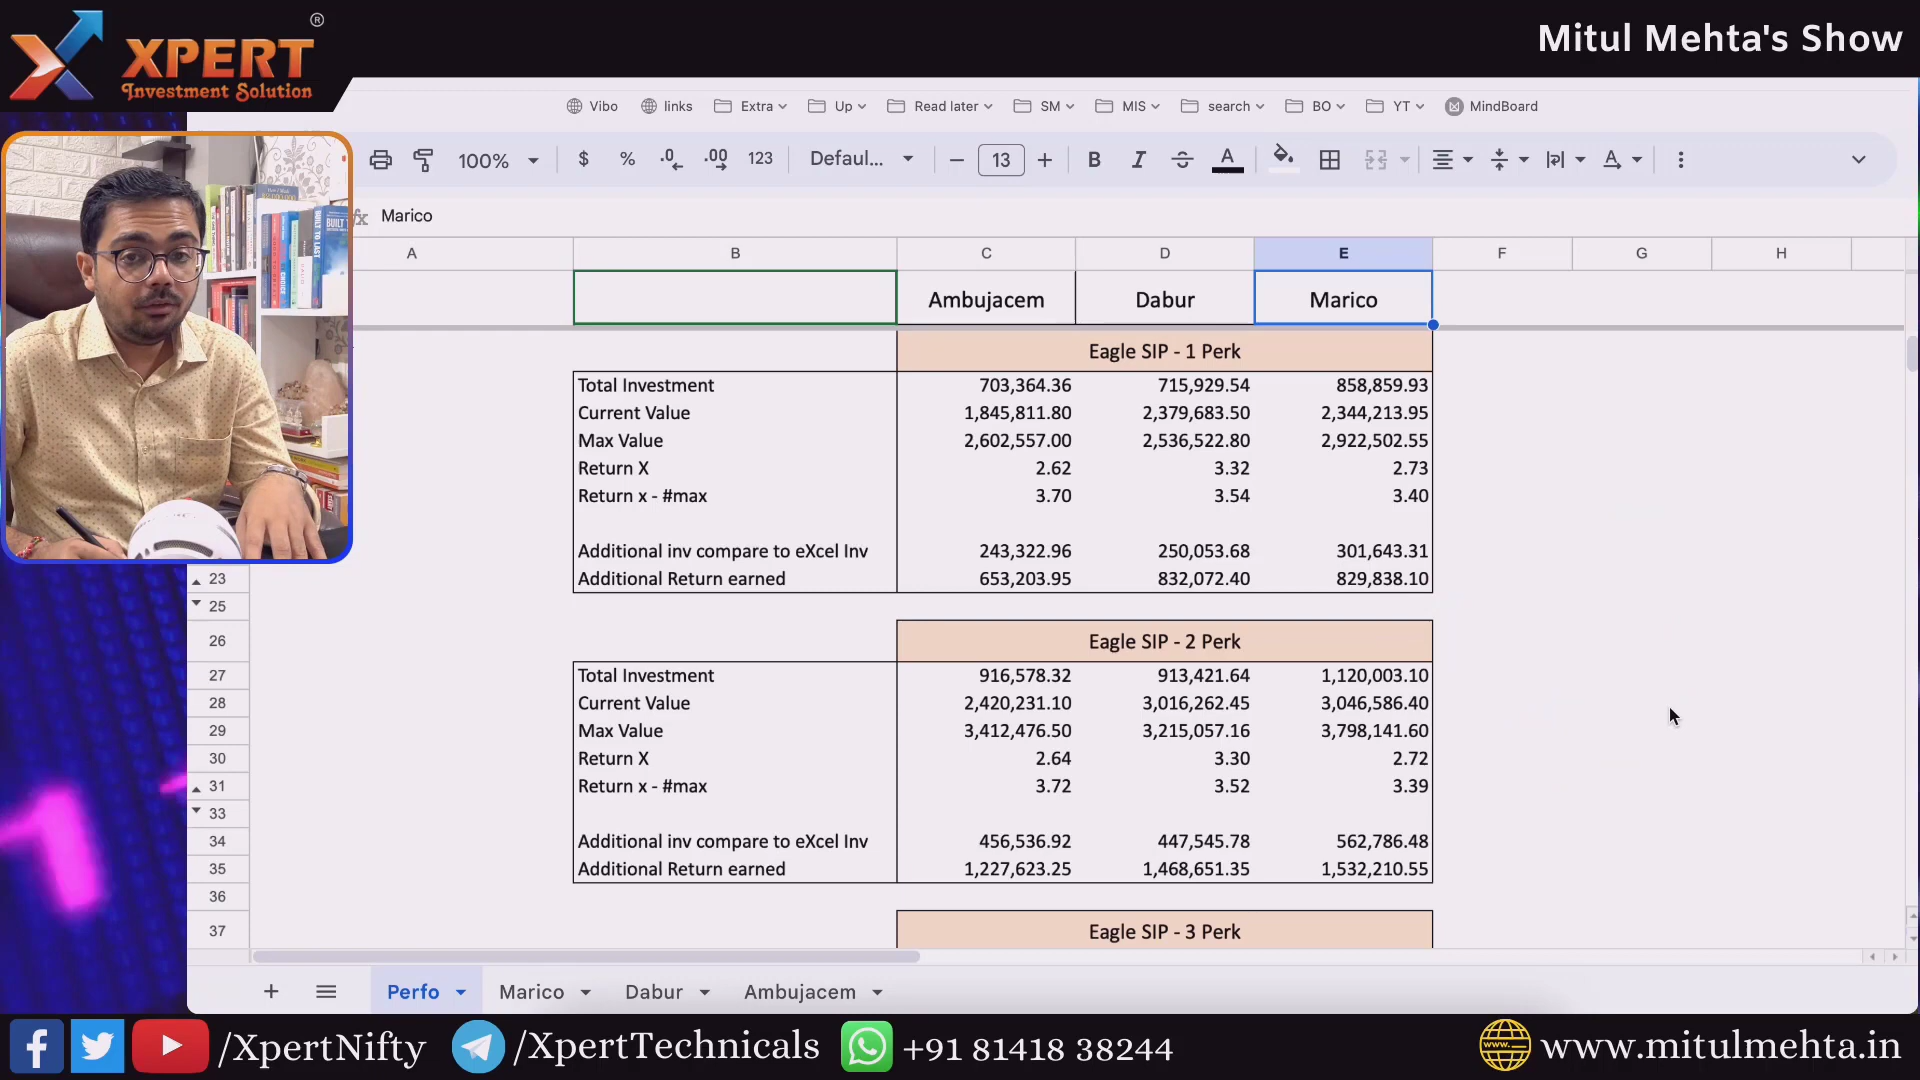 XPERT ®
Investment Solution
Mitul Mehta's Show
Vibo links Extra Up Read later SM MIS search BO YT MindBoard
100% $ % .0 .00 123 Defaul... − 13 + B I S A
fx Marico
A B C D E F G H
Ambujacem Dabur Marico
Eagle SIP - 1 Perk
Total Investment 703,364.36 715,929.54 858,859.93
Current Value 1,845,811.80 2,379,683.50 2,344,213.95
Max Value 2,602,557.00 2,536,522.80 2,922,502.55
Return X 2.62 3.32 2.73
Return x - #max 3.70 3.54 3.40
Additional inv compare to eXcel Inv 243,322.96 250,053.68 301,643.31
23 Additional Return earned 653,203.95 832,072.40 829,838.10
25
26 Eagle SIP - 2 Perk
27 Total Investment 916,578.32 913,421.64 1,120,003.10
28 Current Value 2,420,231.10 3,016,262.45 3,046,586.40
29 Max Value 3,412,476.50 3,215,057.16 3,798,141.60
30 Return X 2.64 3.30 2.72
31 Return x - #max 3.72 3.52 3.39
33
34 Additional inv compare to eXcel Inv 456,536.92 447,545.78 562,786.48
35 Additional Return earned 1,227,623.25 1,468,651.35 1,532,210.55
36
37 Eagle SIP - 3 Perk
+ Perfo Marico Dabur Ambujacem
/XpertNifty /XpertTechnicals +91 81418 38244 www.mitulmehta.in